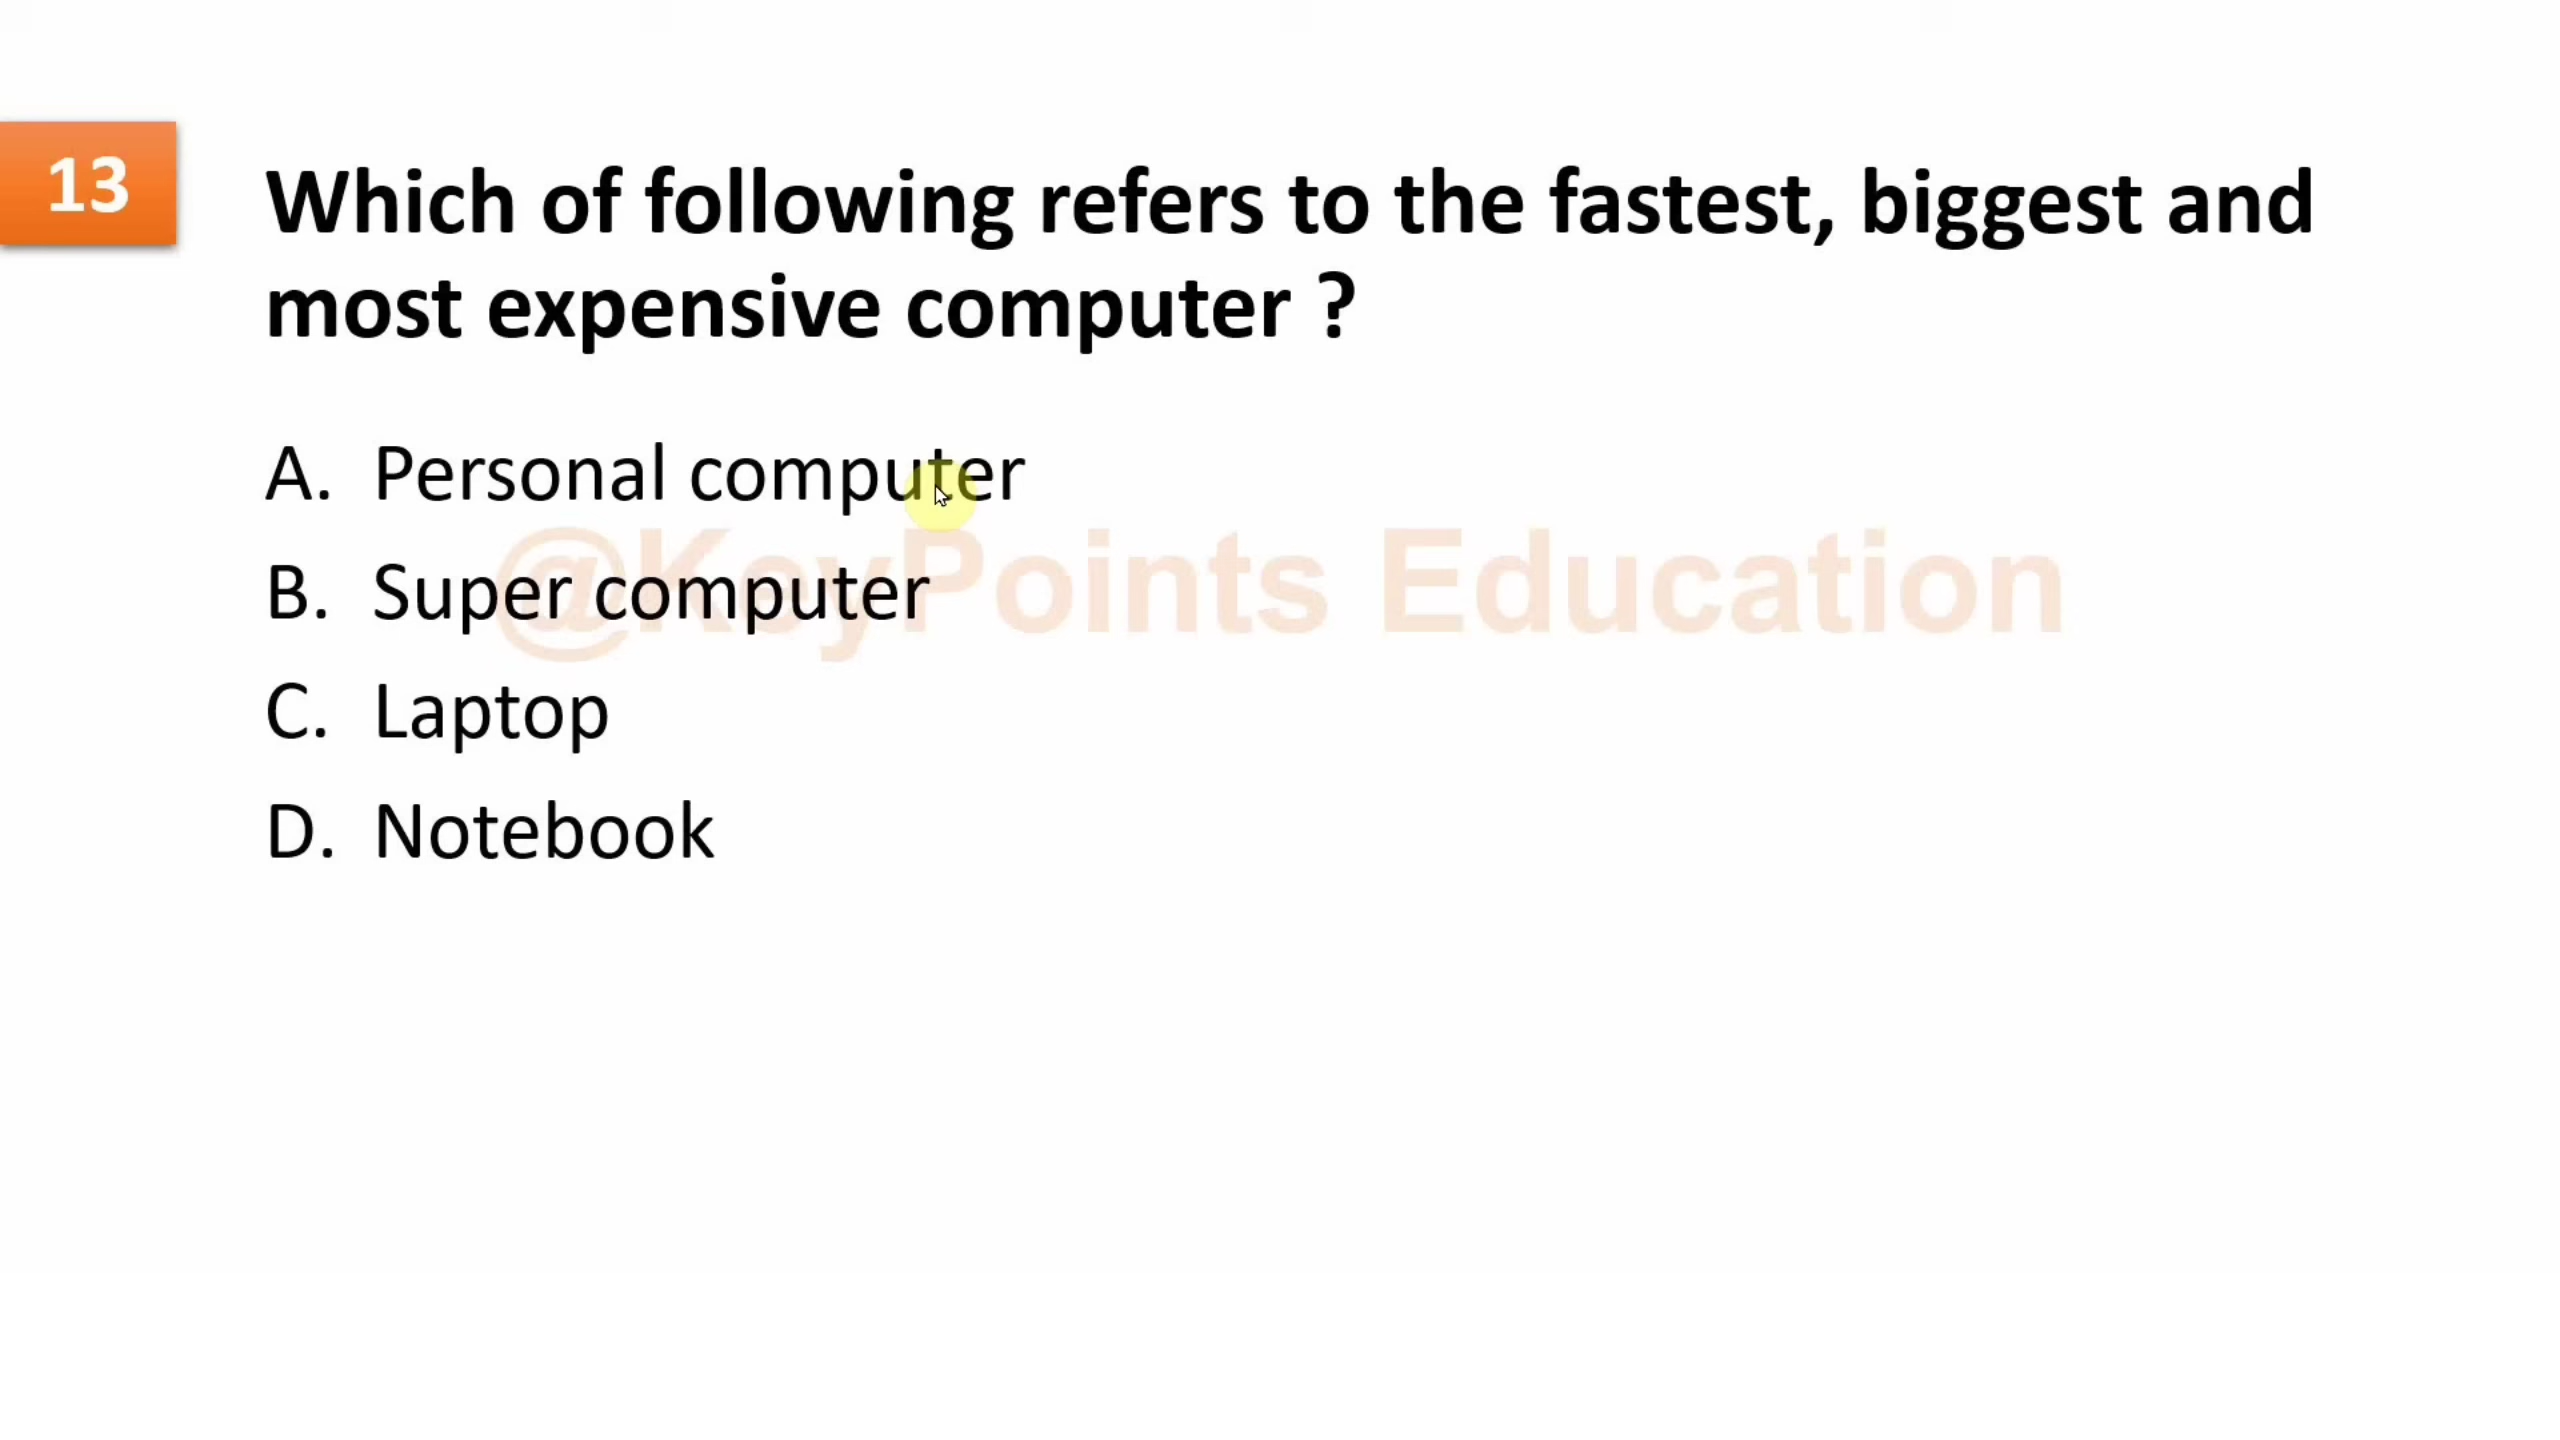 13
Which of following refers to the fastest, biggest and
most expensive computer ?
A. Personal computer
@KeyPoints Education
B. Super computer
C. Laptop
D. Notebook